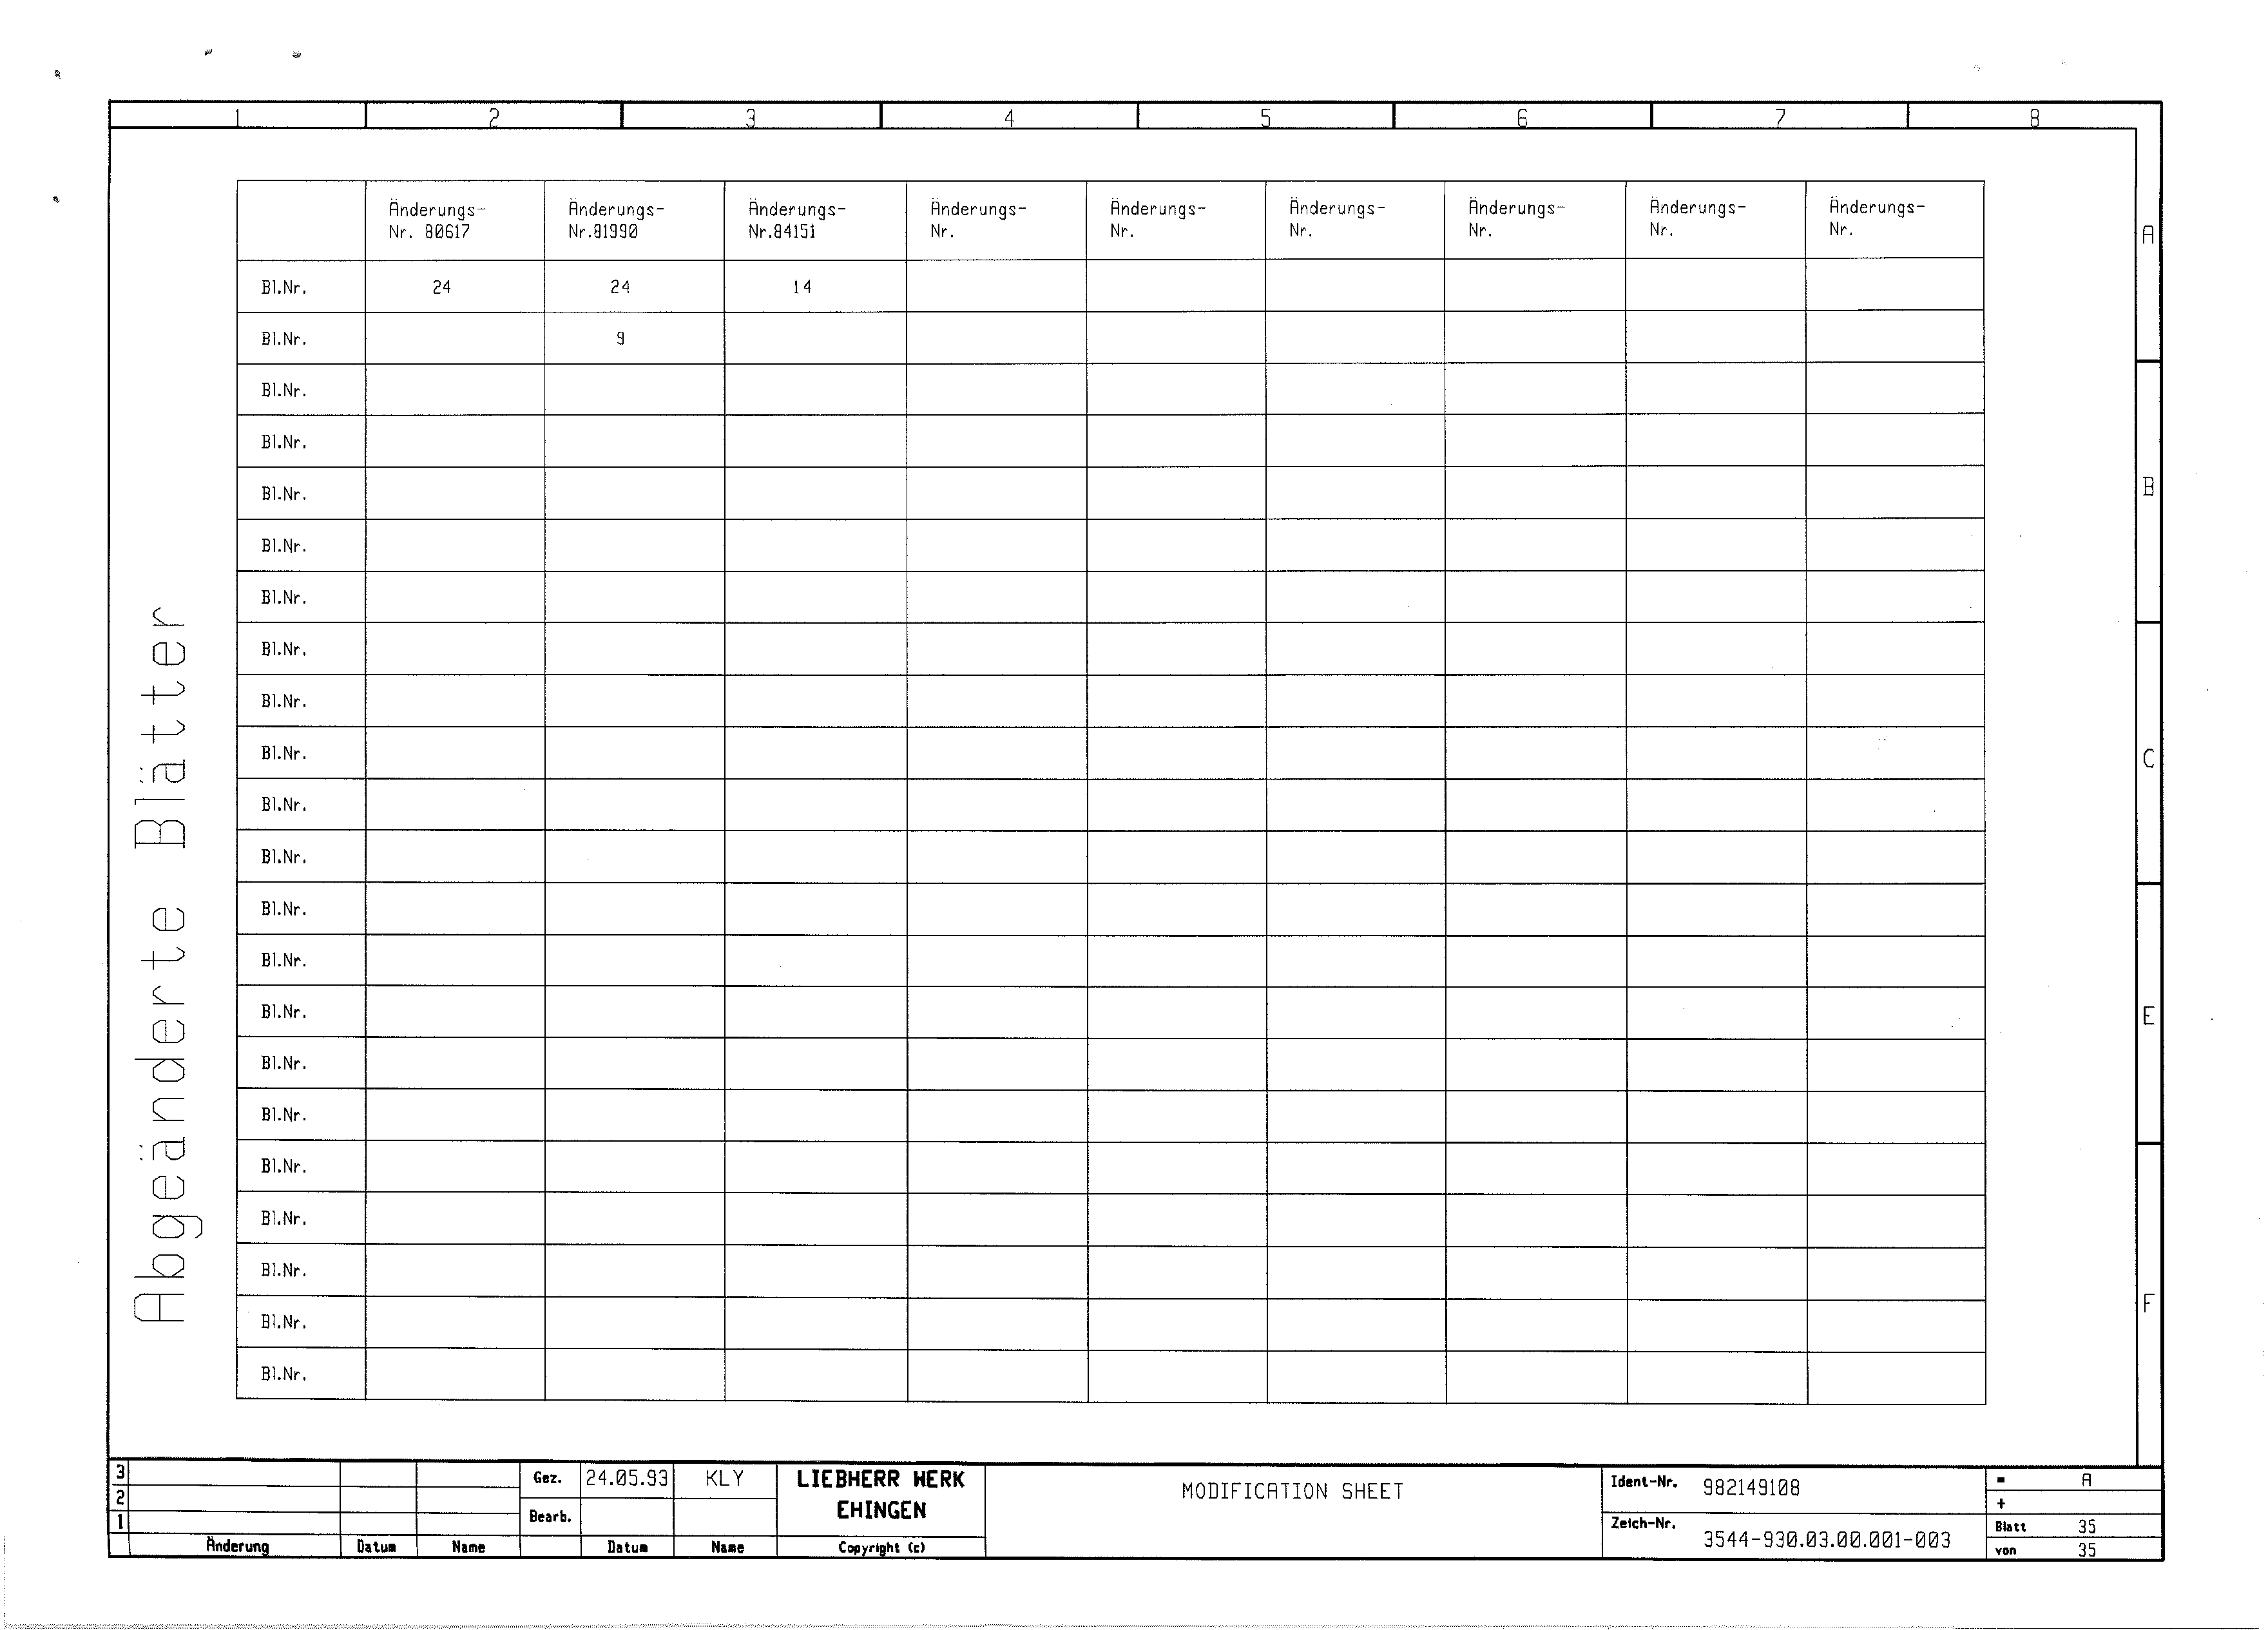 1 2 3 4 5 6 7 8
Änderungs- Änderungs- Änderungs- Änderungs- Änderungs- Änderungs- Änderungs- Änderungs- Änderungs-
Nr. 80617 Nr.81990 Nr.84151 Nr. Nr. Nr. Nr. Nr. Nr.
A
Bl.Nr. 24 24 14
Bl.Nr. 9
Bl.Nr.
Bl.Nr.
Bl.Nr.
B
Bl.Nr.
Bl.Nr.
Bl.Nr.
Bl.Nr.
Bl.Nr.
C
Bl.Nr.
Bl.Nr.
Bl.Nr.
Bl.Nr.
Bl.Nr.
E
Bl.Nr.
Bl.Nr.
Bl.Nr.
Bl.Nr.
Bl.Nr.
Bl.Nr.
F
Bl.Nr.
Abgeänderte Blätter
3
2
1
Änderung Datum Name
Gez. 24.05.93 KLY
Bearb.
Datum Name
LIEBHERR WERK
EHINGEN
Copyright (c)
MODIFICATION SHEET
Ident-Nr. 982149108
Zeich-Nr. 3544-930.03.00.001-003
= A
+
Blatt 35
von 35